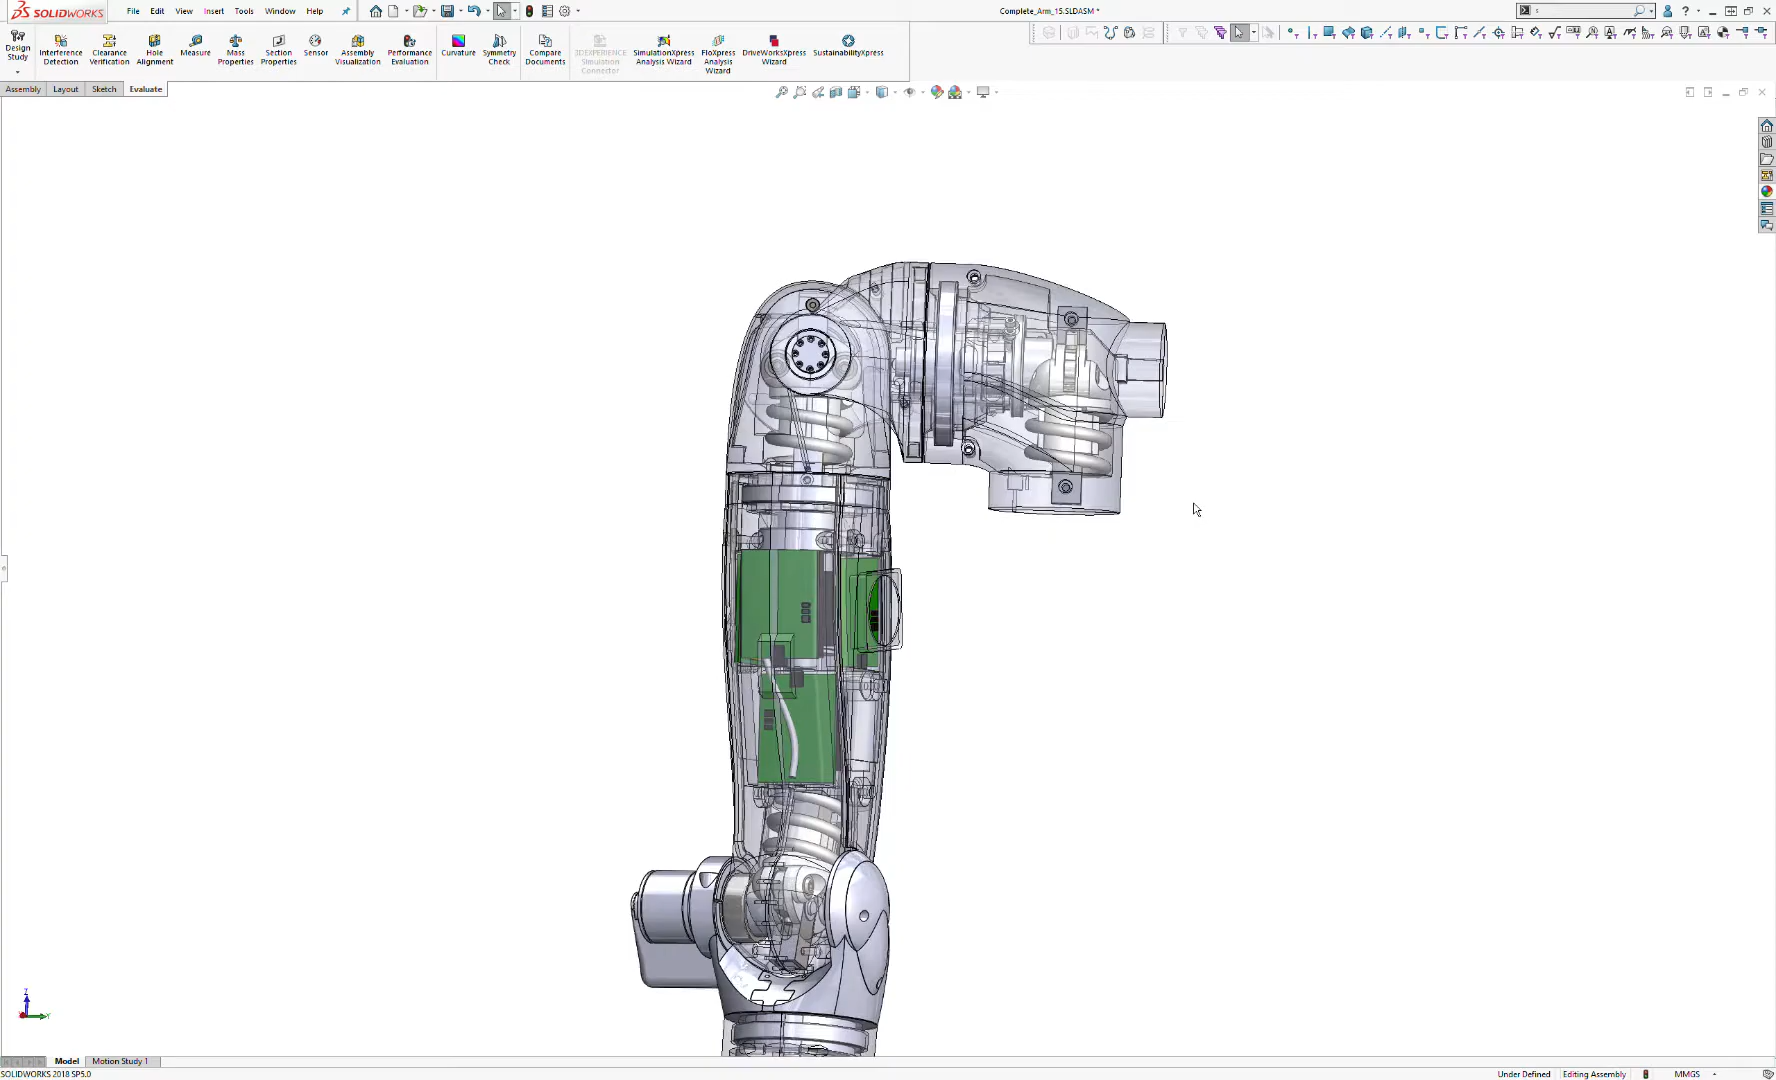 SOLIDWORKS File Edit View Insert Tools Window Help Complete_Arm_15.SLDASM * s
Design Study Interference Detection Clearance Verification Hole Alignment Measure Mass Properties Section Properties Sensor Assembly Visualization Performance Evaluation Curvature Symmetry Check Compare Documents 3DEXPERIENCE Simulation Connector SimulationXpress Analysis Wizard FloXpress Analysis Wizard DriveWorksXpress Wizard SustainabilityXpress
Assembly Layout Sketch Evaluate
Z
Y
Model Motion Study 1
SOLIDWORKS 2018 SP5.0 Under Defined Editing Assembly MMGS